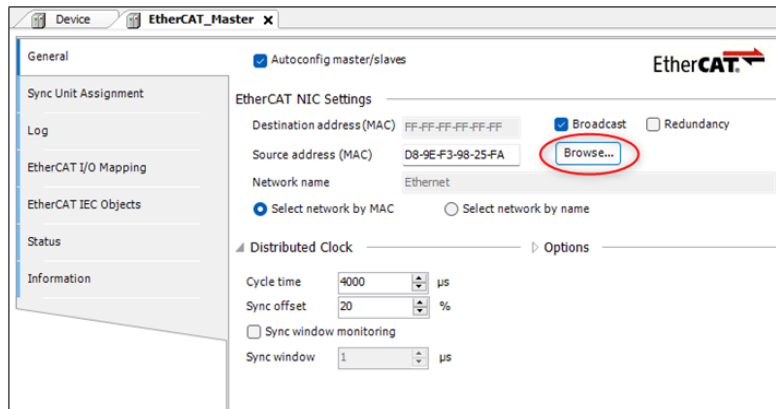 Device
EtherCAT_Master
General
Sync Unit Assignment
Log
EtherCAT I/O Mapping
EtherCAT IEC Objects
Status
Information
Autoconfig master/slaves
EtherCAT.
EtherCAT NIC Settings
Destination address (MAC) FF-FF-FF-FF-FF-FF Broadcast Redundancy
Source address (MAC) D8-9E-F3-98-25-FA Browse...
Network name Ethernet
Select network by MAC Select network by name
Distributed Clock Options
Cycle time 4000 µs
Sync offset 20 %
Sync window monitoring
Sync window 1 µs